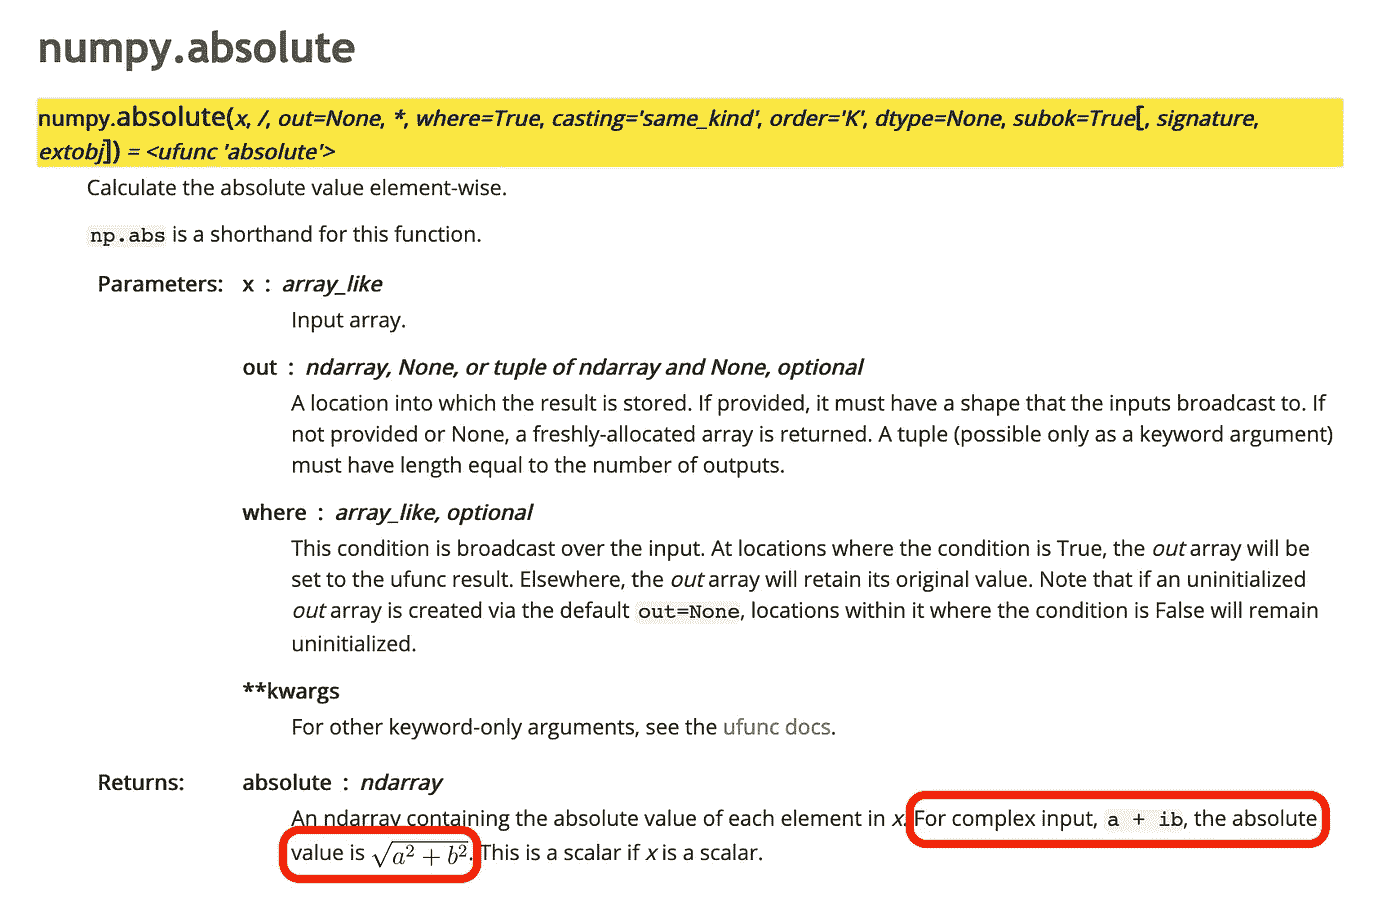 numpy.absolute
numpy.absolute(x, /, out=None, *, where=True, casting='same_kind', order='K', dtype=None, subok=True[, signature,
extobj]) = <ufunc 'absolute'>
Calculate the absolute value element-wise.
np.abs is a shorthand for this function.
Parameters: x : array_like
Input array.
out : ndarray, None, or tuple of ndarray and None, optional
A location into which the result is stored. If provided, it must have a shape that the inputs broadcast to. If
not provided or None, a freshly-allocated array is returned. A tuple (possible only as a keyword argument)
must have length equal to the number of outputs.
where : array_like, optional
This condition is broadcast over the input. At locations where the condition is True, the out array will be
set to the ufunc result. Elsewhere, the out array will retain its original value. Note that if an uninitialized
out array is created via the default out=None, locations within it where the condition is False will remain
uninitialized.
**kwargs
For other keyword-only arguments, see the ufunc docs.
Returns: absolute : ndarray
An ndarray containing the absolute value of each element in x. For complex input, a + ib, the absolute
value is √a² + b². This is a scalar if x is a scalar.